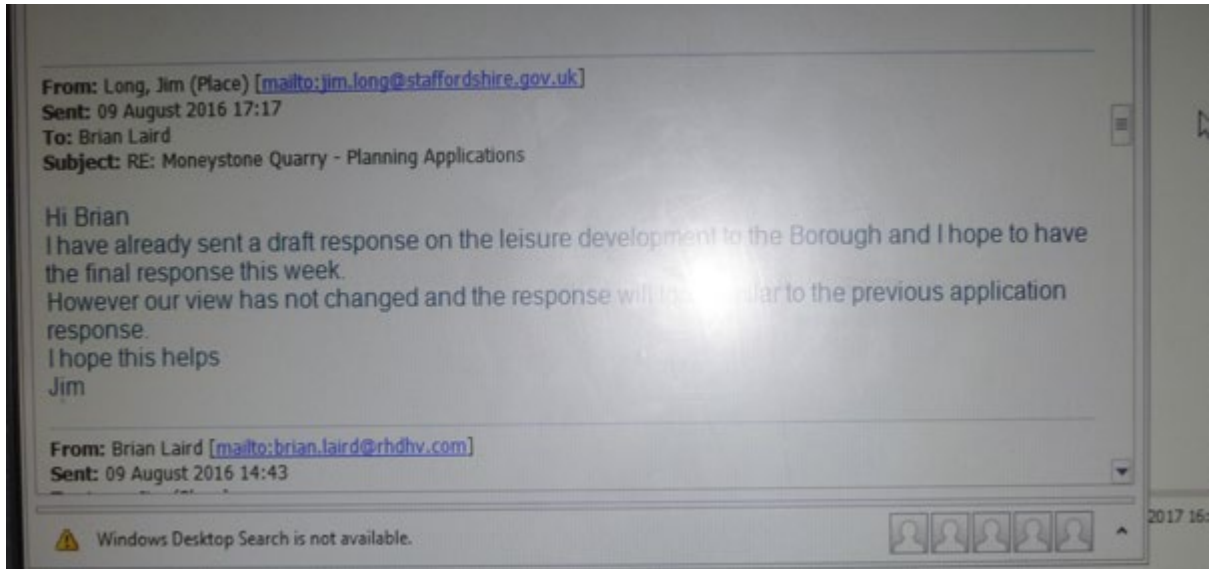 From: Long, Jim (Place) [mailto:jim.long@staffordshire.gov.uk]
Sent: 09 August 2016 17:17
To: Brian Laird
Subject: RE: Moneystone Quarry - Planning Applications
Hi Brian
I have already sent a draft response on the leisure development to the Borough and I hope to have
the final response this week.
However our view has not changed and the response will to the previous application
response.
I hope this helps
Jim
From: Brian Laird [mailto:brian.laird@rhdhv.com]
Sent: 09 August 2016 14:43
Windows Desktop Search is not available.
2017 16: